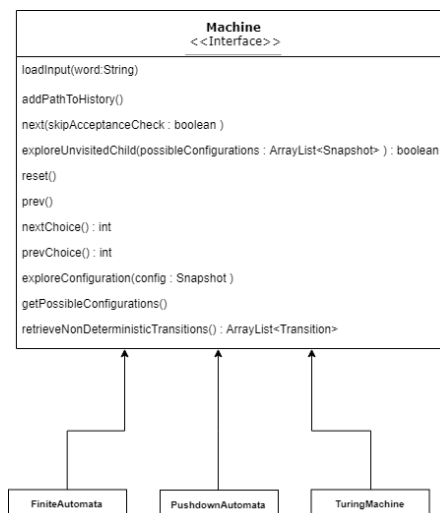 Machine
<<Interface>>
loadInput(word:String)
addPathToHistory()
next(skipAcceptanceCheck : boolean )
exploreUnvisitedChild(possibleConfigurations : ArrayList<Snapshot> ) : boolean
reset()
prev()
nextChoice() : int
prevChoice() : int
exploreConfiguration(config : Snapshot )
getPossibleConfigurations()
retrieveNonDeterministicTransitions() : ArrayList<Transition>
FiniteAutomata
PushdownAutomata
TuringMachine